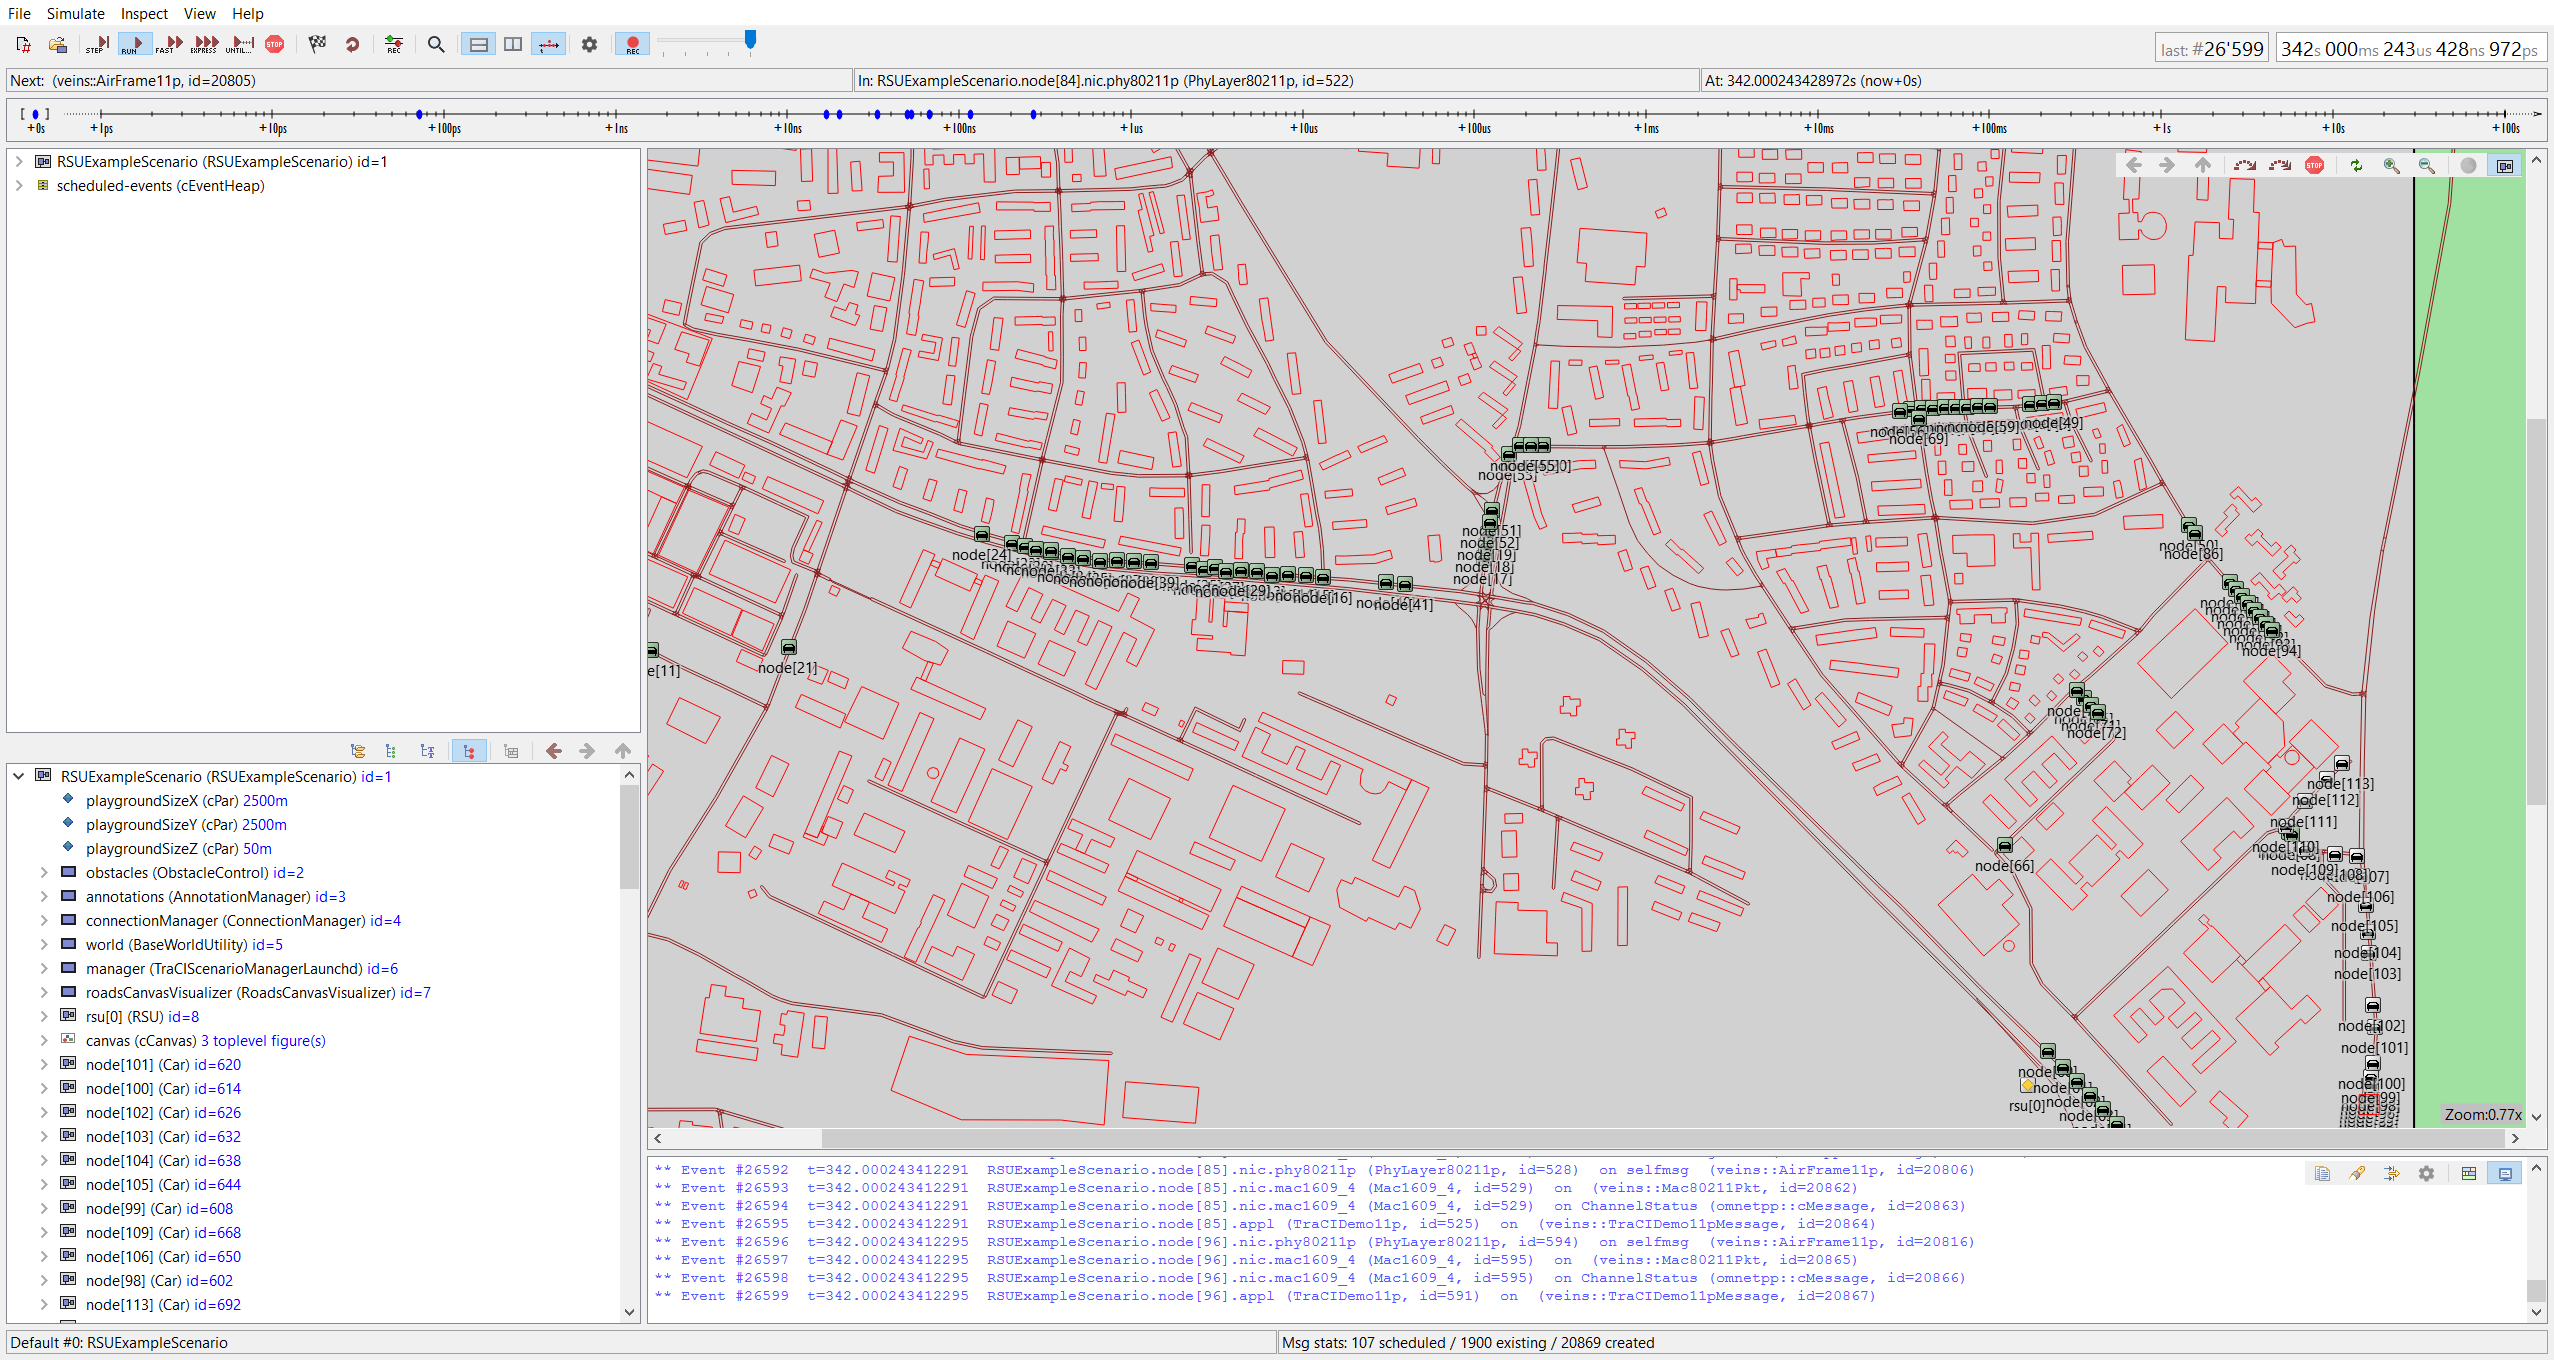 File Simulate Inspect View Help
STEP RUN FAST EXPRESS UNTIL... STOP REC REC
last: #26'599 342s 000ms 243us 428ns 972ps
Next: (veins::AirFrame11p, id=20805) In: RSUExampleScenario.node[84].nic.phy80211p (PhyLayer80211p, id=522) At: 342.000243428972s (now+0s)
+0s +1ps +10ps +100ps +1ns +10ns +100ns +1us +10us +100us +1ms +10ms +100ms +1s +10s +100s
RSUExampleScenario (RSUExampleScenario) id=1
scheduled-events (cEventHeap)
RSUExampleScenario (RSUExampleScenario) id=1
playgroundSizeX (cPar) 2500m
playgroundSizeY (cPar) 2500m
playgroundSizeZ (cPar) 50m
obstacles (ObstacleControl) id=2
annotations (AnnotationManager) id=3
connectionManager (ConnectionManager) id=4
world (BaseWorldUtility) id=5
manager (TraCIScenarioManagerLaunchd) id=6
roadsCanvasVisualizer (RoadsCanvasVisualizer) id=7
rsu[0] (RSU) id=8
canvas (cCanvas) 3 toplevel figure(s)
node[101] (Car) id=620
node[100] (Car) id=614
node[102] (Car) id=626
node[103] (Car) id=632
node[104] (Car) id=638
node[105] (Car) id=644
node[99] (Car) id=608
node[109] (Car) id=668
node[106] (Car) id=650
node[98] (Car) id=602
node[113] (Car) id=692
STOP
node[49]
node[59]
node[69]
node[55]
node[53]
node[51]
node[52]
node[19]
node[18]
node[17]
node[24]
node[39]
node[29]
node[16]
node[41]
node[50]
node[86]
node[94]
e[11]
node[21]
node[72]
node[113]
node[112]
node[111]
node[110]
node[66]
node[109]
node[106]
node[105]
node[104]
node[103]
node[102]
node[101]
node[100]
node[99]
rsu[0]
Zoom:0.77x
** Event #26592 t=342.000243412291 RSUExampleScenario.node[85].nic.phy80211p (PhyLayer80211p, id=528) on selfmsg (veins::AirFrame11p, id=20806)
** Event #26593 t=342.000243412291 RSUExampleScenario.node[85].nic.mac1609_4 (Mac1609_4, id=529) on (veins::Mac80211Pkt, id=20862)
** Event #26594 t=342.000243412291 RSUExampleScenario.node[85].nic.mac1609_4 (Mac1609_4, id=529) on ChannelStatus (omnetpp::cMessage, id=20863)
** Event #26595 t=342.000243412291 RSUExampleScenario.node[85].appl (TraCIDemo11p, id=525) on (veins::TraCIDemo11pMessage, id=20864)
** Event #26596 t=342.000243412295 RSUExampleScenario.node[96].nic.phy80211p (PhyLayer80211p, id=594) on selfmsg (veins::AirFrame11p, id=20816)
** Event #26597 t=342.000243412295 RSUExampleScenario.node[96].nic.mac1609_4 (Mac1609_4, id=595) on (veins::Mac80211Pkt, id=20865)
** Event #26598 t=342.000243412295 RSUExampleScenario.node[96].nic.mac1609_4 (Mac1609_4, id=595) on ChannelStatus (omnetpp::cMessage, id=20866)
** Event #26599 t=342.000243412295 RSUExampleScenario.node[96].appl (TraCIDemo11p, id=591) on (veins::TraCIDemo11pMessage, id=20867)
Default #0: RSUExampleScenario Msg stats: 107 scheduled / 1900 existing / 20869 created